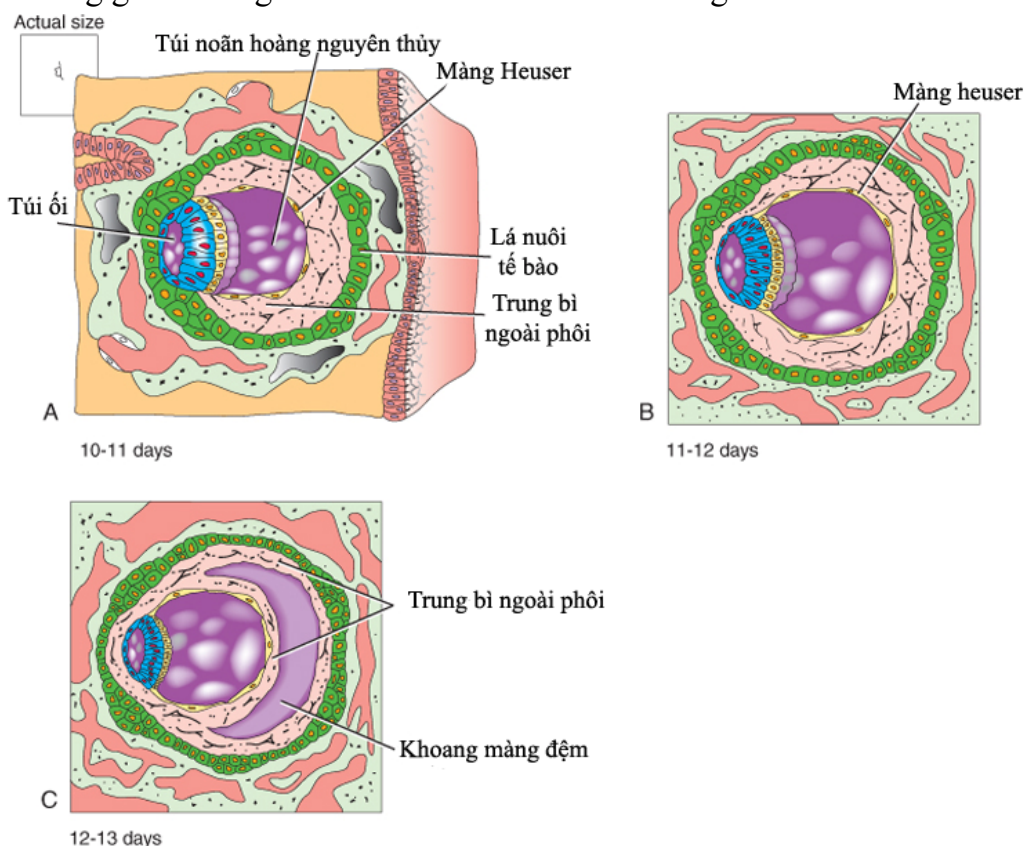 Actual size
Túi noãn hoàng nguyên thủy
Màng Heuser
Túi ối
Lá nuôi
tế bào
Trung bì
ngoài phôi
A
10-11 days
Màng heuser
B
11-12 days
Trung bì ngoài phôi
Khoang màng đệm
C
12-13 days